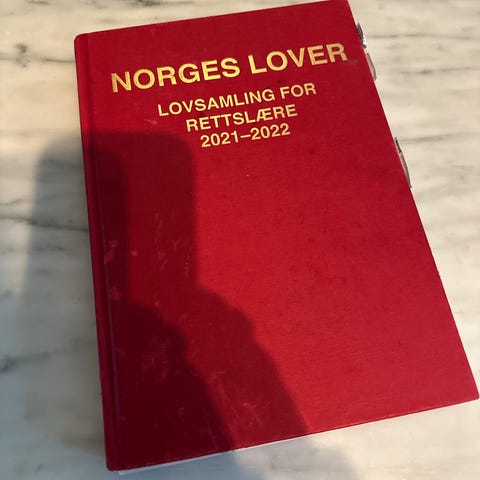 NORGES LOVER
LOVSAMLING FOR
RETTSLÆRE
2021–2022